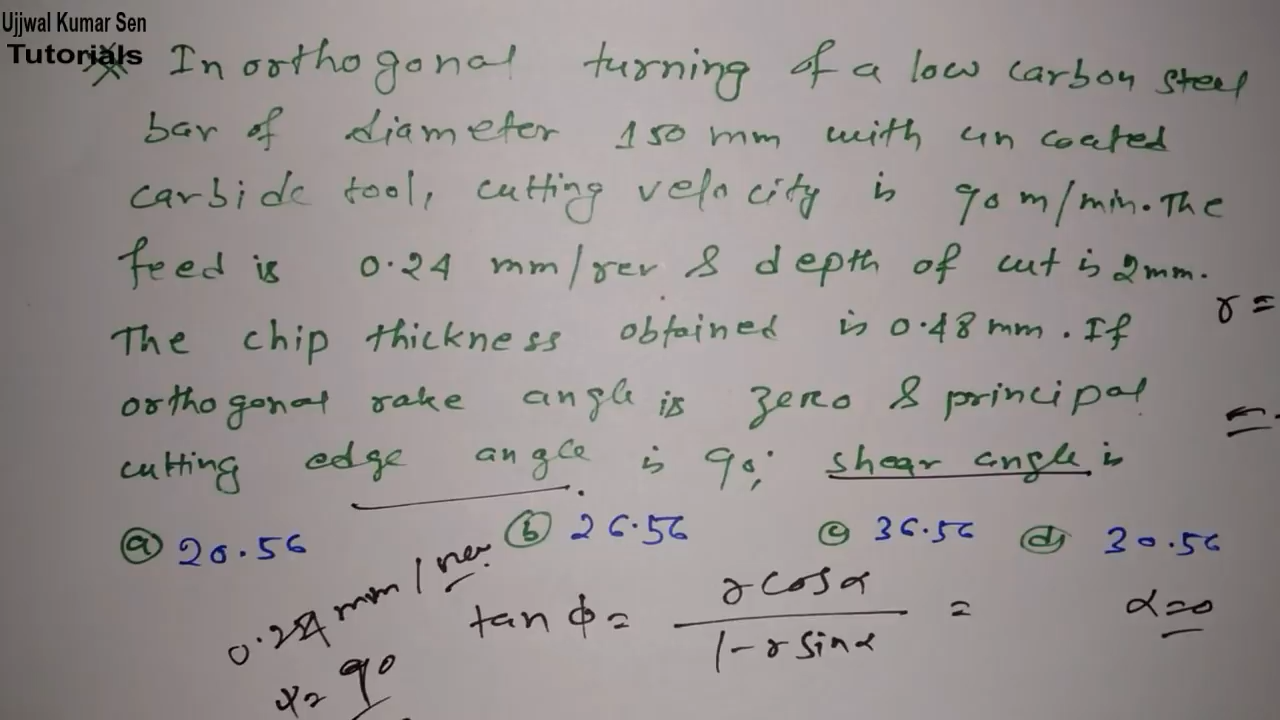 Ujjwal Kumar Sen
Tutorials
In orthogonal turning of a low carbon steel
bar of diameter 150 mm with un coated
carbide tool, cutting velocity is 90 m/min. The
feed is 0.24 mm/rev & depth of cut is 2mm.
The chip thickness obtained is 0.48 mm. If
orthogonal rake angle is zero & principal
cutting edge angle is 90°, shear angle is
(a) 20.56 (b) 26.56 (c) 36.56 (d) 30.56
r =
0.24 mm / rev.
tan φ = r cos α / 1 - r sin α =
α = 0
= 90